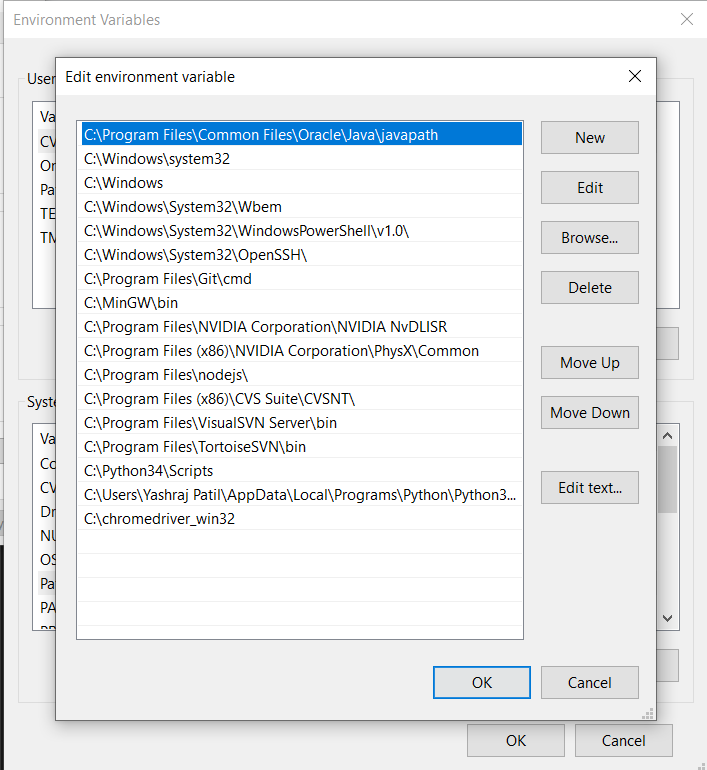 Environment Variables
Edit environment variable
User
Va
CV
On
Pa
TE
TM
C:\Program Files\Common Files\Oracle\Java\javapath
C:\Windows\system32
C:\Windows
C:\Windows\System32\Wbem
C:\Windows\System32\WindowsPowerShell\v1.0\
C:\Windows\System32\OpenSSH\
C:\Program Files\Git\cmd
C:\MinGW\bin
C:\Program Files\NVIDIA Corporation\NVIDIA NvDLISR
C:\Program Files (x86)\NVIDIA Corporation\PhysX\Common
C:\Program Files\nodejs\
C:\Program Files (x86)\CVS Suite\CVSNT\
C:\Program Files\VisualSVN Server\bin
C:\Program Files\TortoiseSVN\bin
C:\Python34\Scripts
C:\Users\Yashraj Patil\AppData\Local\Programs\Python\Python3...
C:\chromedriver_win32
New
Edit
Browse...
Delete
Move Up
Move Down
Edit text...
Syste
Va
Co
CV
Dr
NU
OS
Pa
PA
OK
Cancel
OK
Cancel